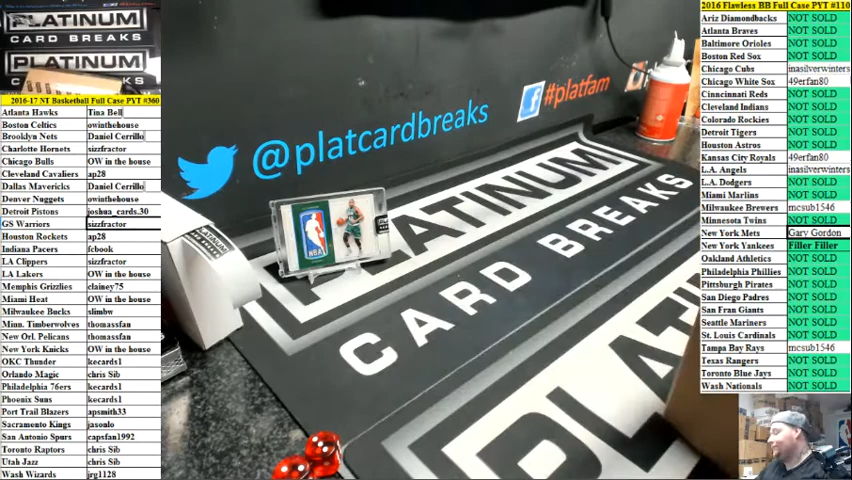 PLATINUM
CARD BREAKS
PLATINUM
CARD BREAKS
2016-17 NT Basketball Full Case PYT #360
Atlanta Hawks Tina Bell
Boston Celtics owinthehouse
Brooklyn Nets Daniel Cerrillo
Charlotte Hornets sizzfractor
Chicago Bulls OW in the house
Cleveland Cavaliers ap28
Dallas Mavericks Daniel Cerrillo
Denver Nuggets owinthehouse
Detroit Pistons joshua_cards.30
GS Warriors sizzfractor
Houston Rockets ap28
Indiana Pacers fcbook
LA Clippers sizzfractor
LA Lakers OW in the house
Memphis Grizzlies clainey75
Miami Heat OW in the house
Milwaukee Bucks slimbw
Minn. Timberwolves thomassfan
New Orl. Pelicans thomassfan
New York Knicks OW in the house
OKC Thunder kecards1
Orlando Magic chris Sib
Philadelphia 76ers kecards1
Phoenix Suns kecards1
Port Trail Blazers apsmith33
Sacramento Kings jasonlo
San Antonio Spurs capsfan1992
Toronto Raptors chris Sib
Utah Jazz chris Sib
Wash Wizards jrg1128
@platcardbreaks
#platfam
NBA
PLATINUM
CARD BREAKS
2016 Flawless BB Full Case PYT #110
Ariz Diamondbacks NOT SOLD
Atlanta Braves NOT SOLD
Baltimore Orioles NOT SOLD
Boston Red Sox NOT SOLD
Chicago Cubs inasilverwinters
Chicago White Sox 49erfan80
Cincinnati Reds NOT SOLD
Cleveland Indians NOT SOLD
Colorado Rockies NOT SOLD
Detroit Tigers NOT SOLD
Houston Astros NOT SOLD
Kansas City Royals 49erfan80
L.A. Angels inasilverwinters
L.A. Dodgers NOT SOLD
Miami Marlins NOT SOLD
Milwaukee Brewers mcsub1546
Minnesota Twins NOT SOLD
New York Mets Gary Gordon
New York Yankees Filler Filler
Oakland Athletics NOT SOLD
Philadelphia Phillies NOT SOLD
Pittsburgh Pirates NOT SOLD
San Diego Padres NOT SOLD
San Fran Giants NOT SOLD
Seattle Mariners NOT SOLD
St. Louis Cardinals NOT SOLD
Tampa Bay Rays mcsub1546
Texas Rangers NOT SOLD
Toronto Blue Jays NOT SOLD
Wash Nationals NOT SOLD